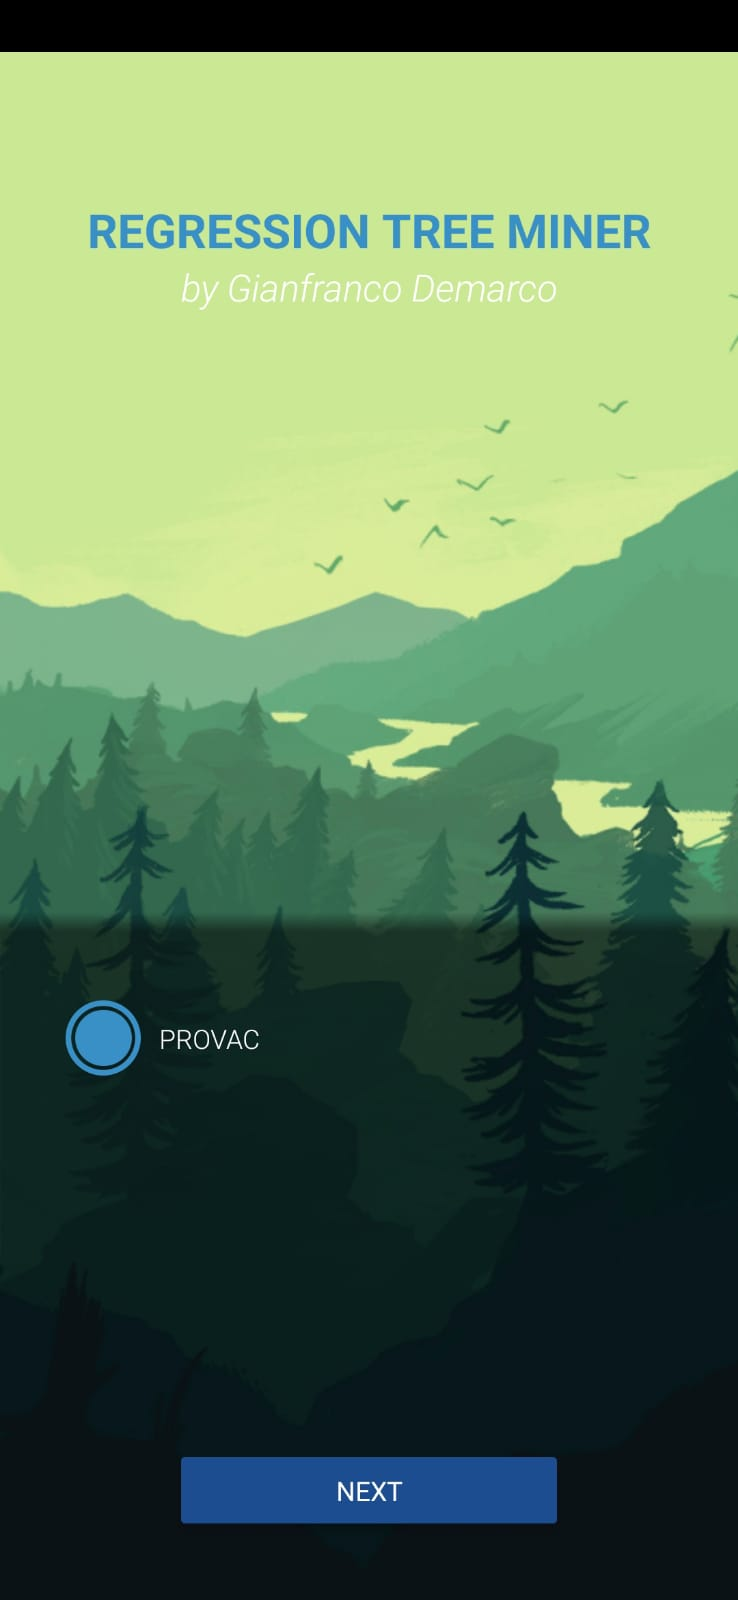 REGRESSION TREE MINER
by Gianfranco Demarco
PROVAC
NEXT